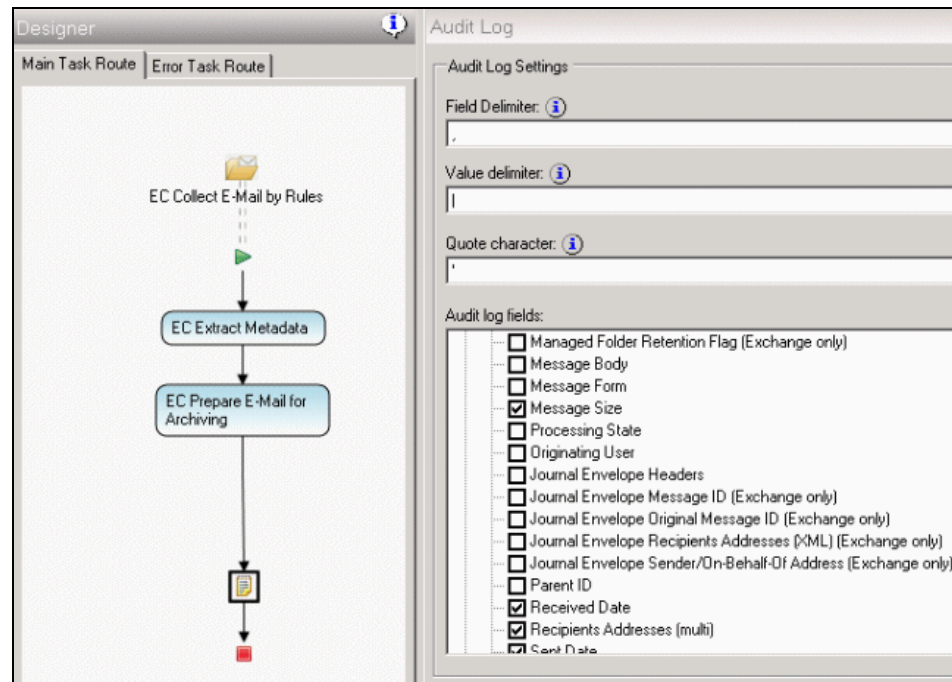 Designer
Main Task Route
Error Task Route
EC Collect E-Mail by Rules
EC Extract Metadata
EC Prepare E-Mail for
Archiving
Audit Log
Audit Log Settings
Field Delimiter:
,
Value delimiter:
|
Quote character:
'
Audit log fields:
Managed Folder Retention Flag (Exchange only)
Message Body
Message Form
Message Size
Processing State
Originating User
Journal Envelope Headers
Journal Envelope Message ID (Exchange only)
Journal Envelope Original Message ID (Exchange only)
Journal Envelope Recipients Addresses (XML) (Exchange only)
Journal Envelope Sender/On-Behalf-Of Address (Exchange only)
Parent ID
Received Date
Recipients Addresses (multi)
Sent Date